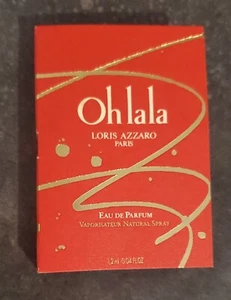 Oh lala
LORIS AZZARO
PARIS
EAU DE PARFUM
VAPORISATEUR NATURAL SPRAY